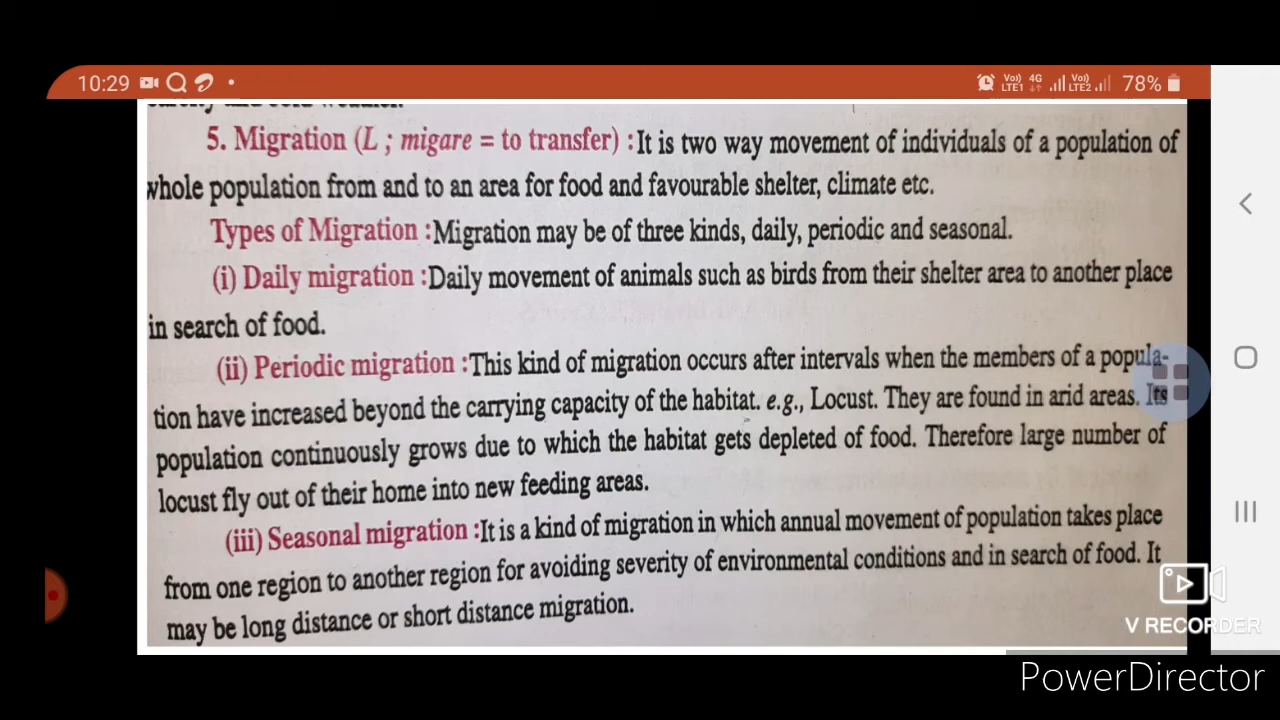 10:29
Voi) LTE1 4G Voi) LTE2 78%
5. Migration (L ; migare = to transfer) : It is two way movement of individuals of a population of
whole population from and to an area for food and favourable shelter, climate etc.
Types of Migration : Migration may be of three kinds, daily, periodic and seasonal.
(i) Daily migration : Daily movement of animals such as birds from their shelter area to another place
in search of food.
(ii) Periodic migration : This kind of migration occurs after intervals when the members of a popula-
tion have increased beyond the carrying capacity of the habitat. e.g., Locust. They are found in arid areas. Its
population continuously grows due to which the habitat gets depleted of food. Therefore large number of
locust fly out of their home into new feeding areas.
(iii) Seasonal migration : It is a kind of migration in which annual movement of population takes place
from one region to another region for avoiding severity of environmental conditions and in search of food. It
may be long distance or short distance migration.
V RECORDER
PowerDirector